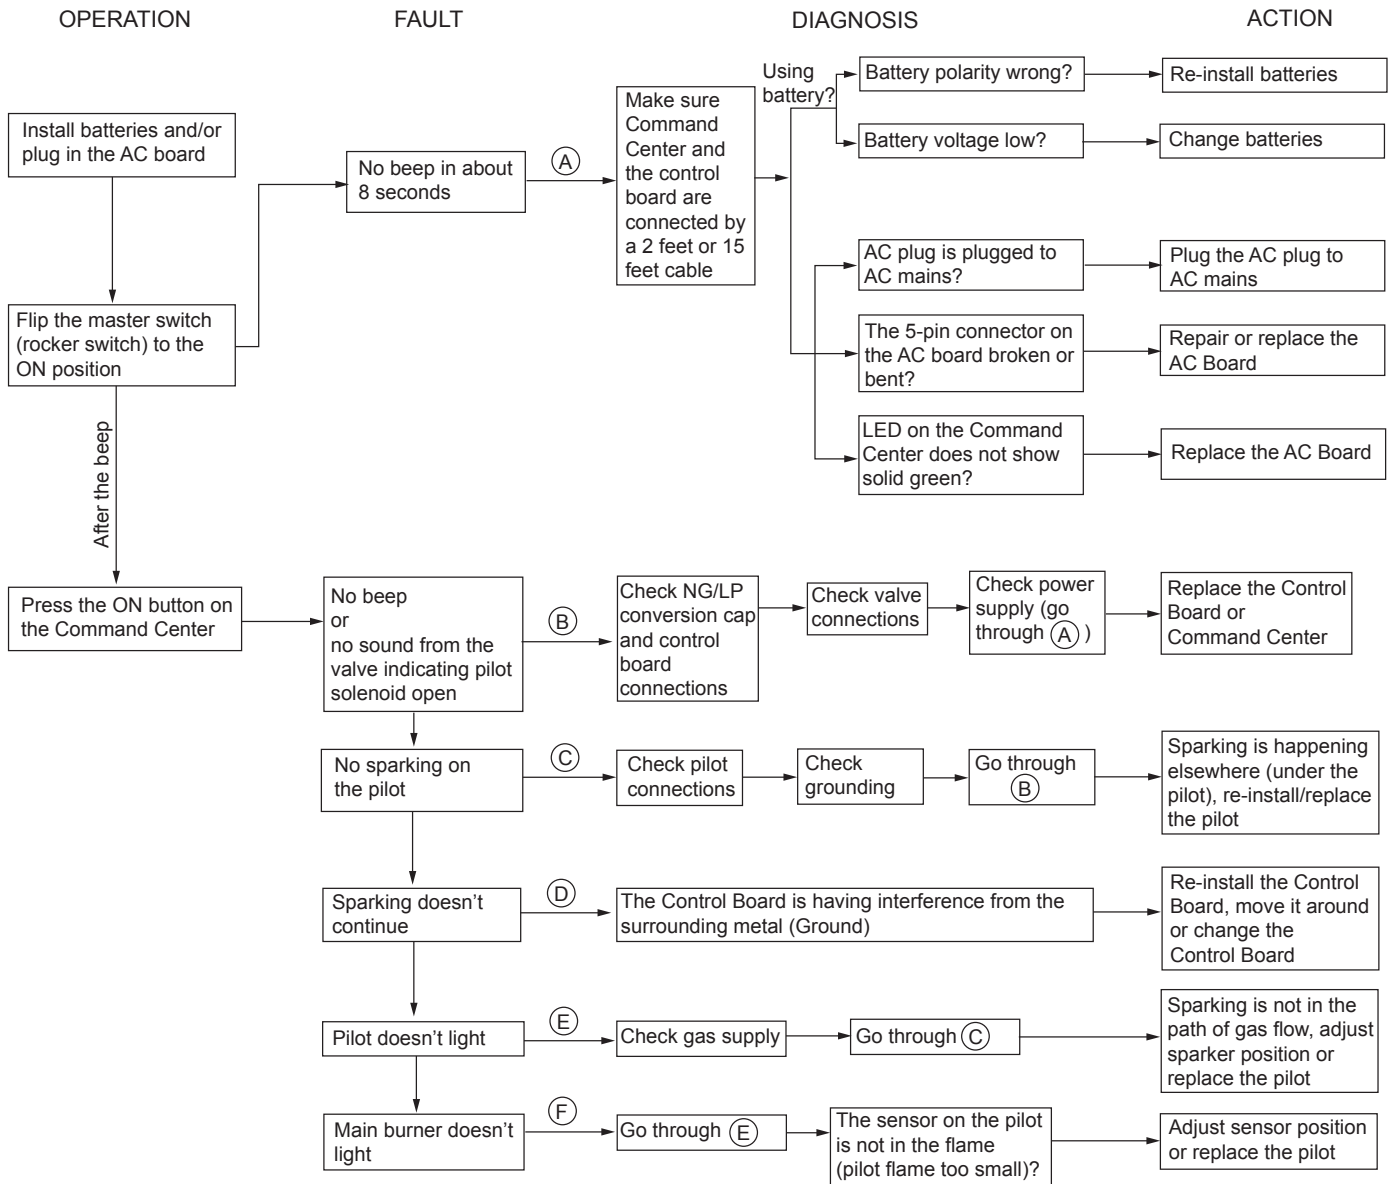 OPERATION
FAULT
DIAGNOSIS
ACTION
Install batteries and/or
plug in the AC board
Flip the master switch
(rocker switch) to the
ON position
No beep in about
8 seconds
A
Make sure
Command
Center and
the control
board are
connected by
a 2 feet or 15
feet cable
Using
battery?
Battery polarity wrong?
Re-install batteries
Battery voltage low?
Change batteries
AC plug is plugged to
AC mains?
Plug the AC plug to
AC mains
The 5-pin connector on
the AC board broken or
bent?
Repair or replace the
AC Board
LED on the Command
Center does not show
solid green?
Replace the AC Board
After the beep
Press the ON button on
the Command Center
No beep
or
no sound from the
valve indicating pilot
solenoid open
B
Check NG/LP
conversion cap
and control
board
connections
Check valve
connections
Check power
supply (go
through A )
Replace the Control
Board or
Command Center
No sparking on
the pilot
C
Check pilot
connections
Check
grounding
Go through
B
Sparking is happening
elsewhere (under the
pilot), re-install/replace
the pilot
Sparking doesn't
continue
D
The Control Board is having interference from the
surrounding metal (Ground)
Re-install the Control
Board, move it around
or change the
Control Board
Pilot doesn't light
E
Check gas supply
Go through C
Sparking is not in the
path of gas flow, adjust
sparker position or
replace the pilot
Main burner doesn't
light
F
Go through E
The sensor on the pilot
is not in the flame
(pilot flame too small)?
Adjust sensor position
or replace the pilot